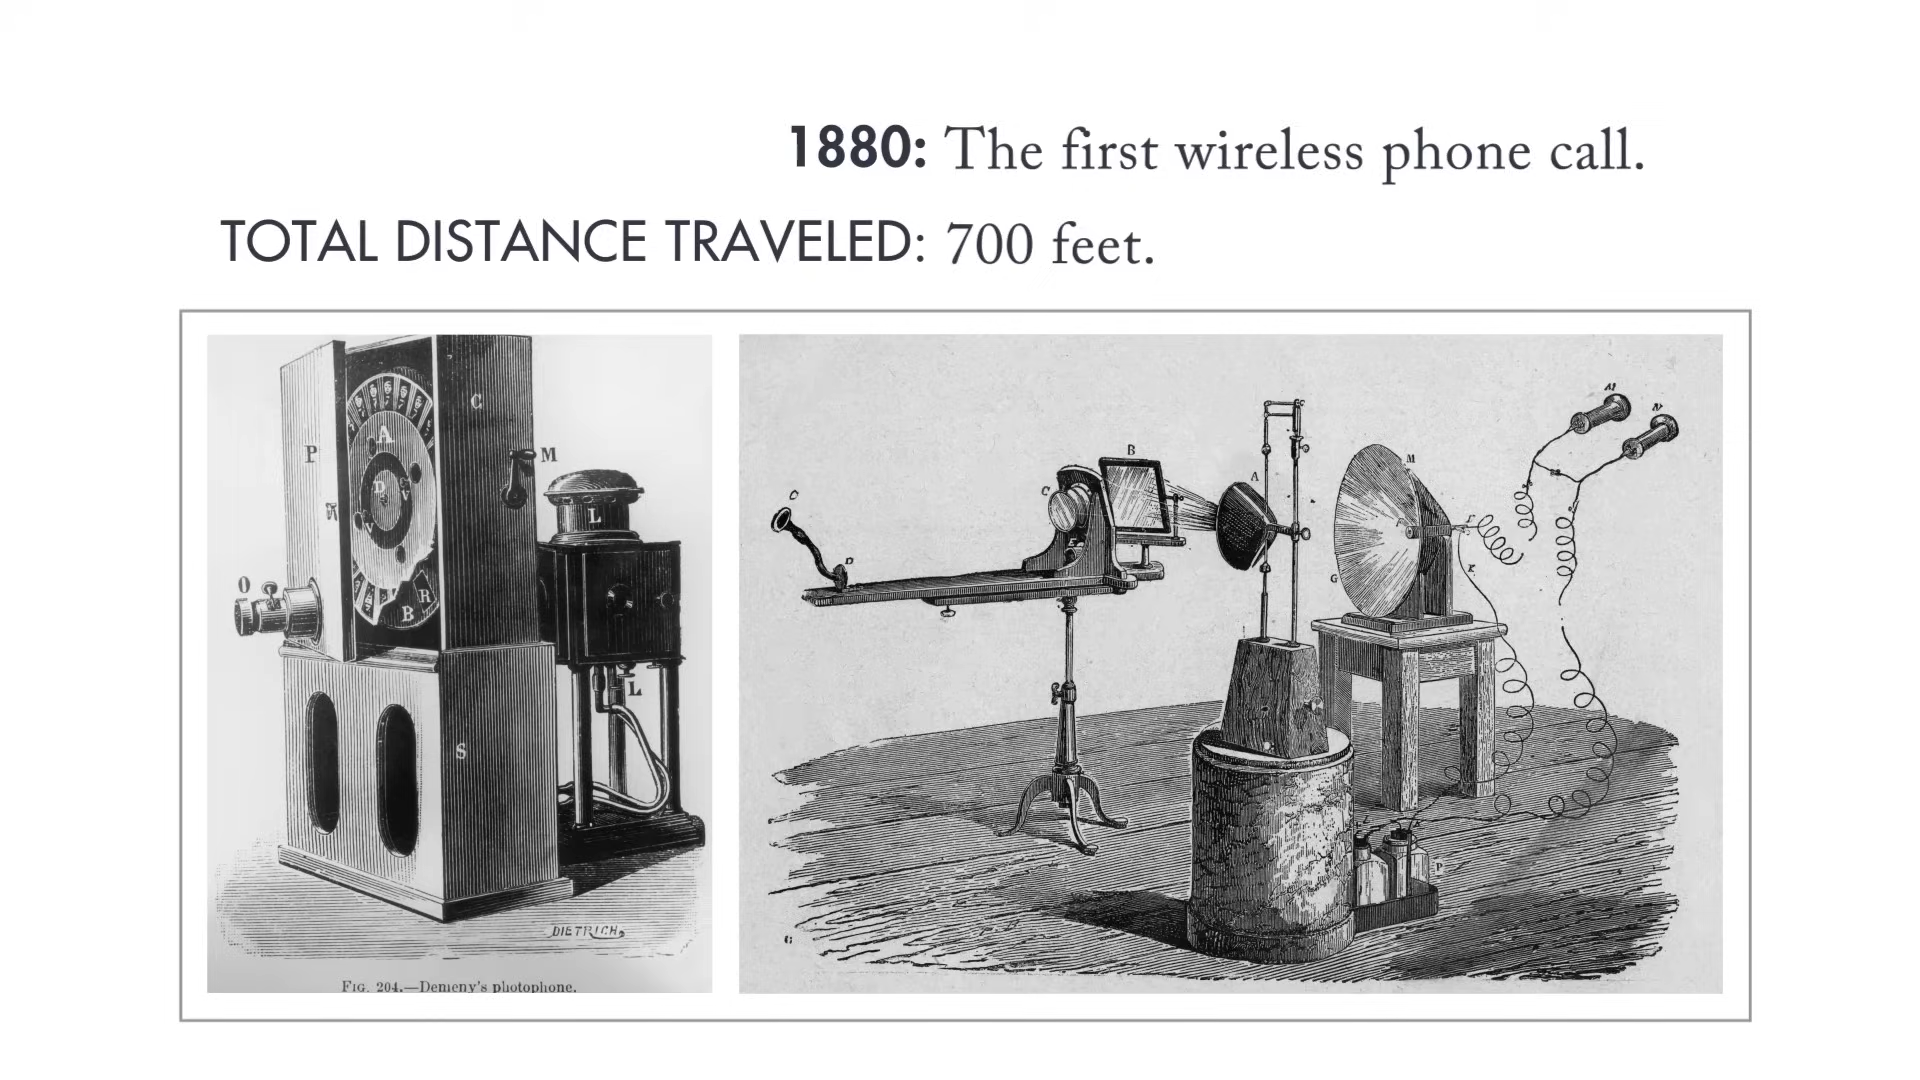 1880: The first wireless phone call.
TOTAL DISTANCE TRAVELED: 700 feet.
P
A
C
M
D
V
V
L
O
R
B
L
S
DIETRICH
FIG. 204.—Demeny's photophone.
C
D
C
B
E
A
M
G
F
K
P